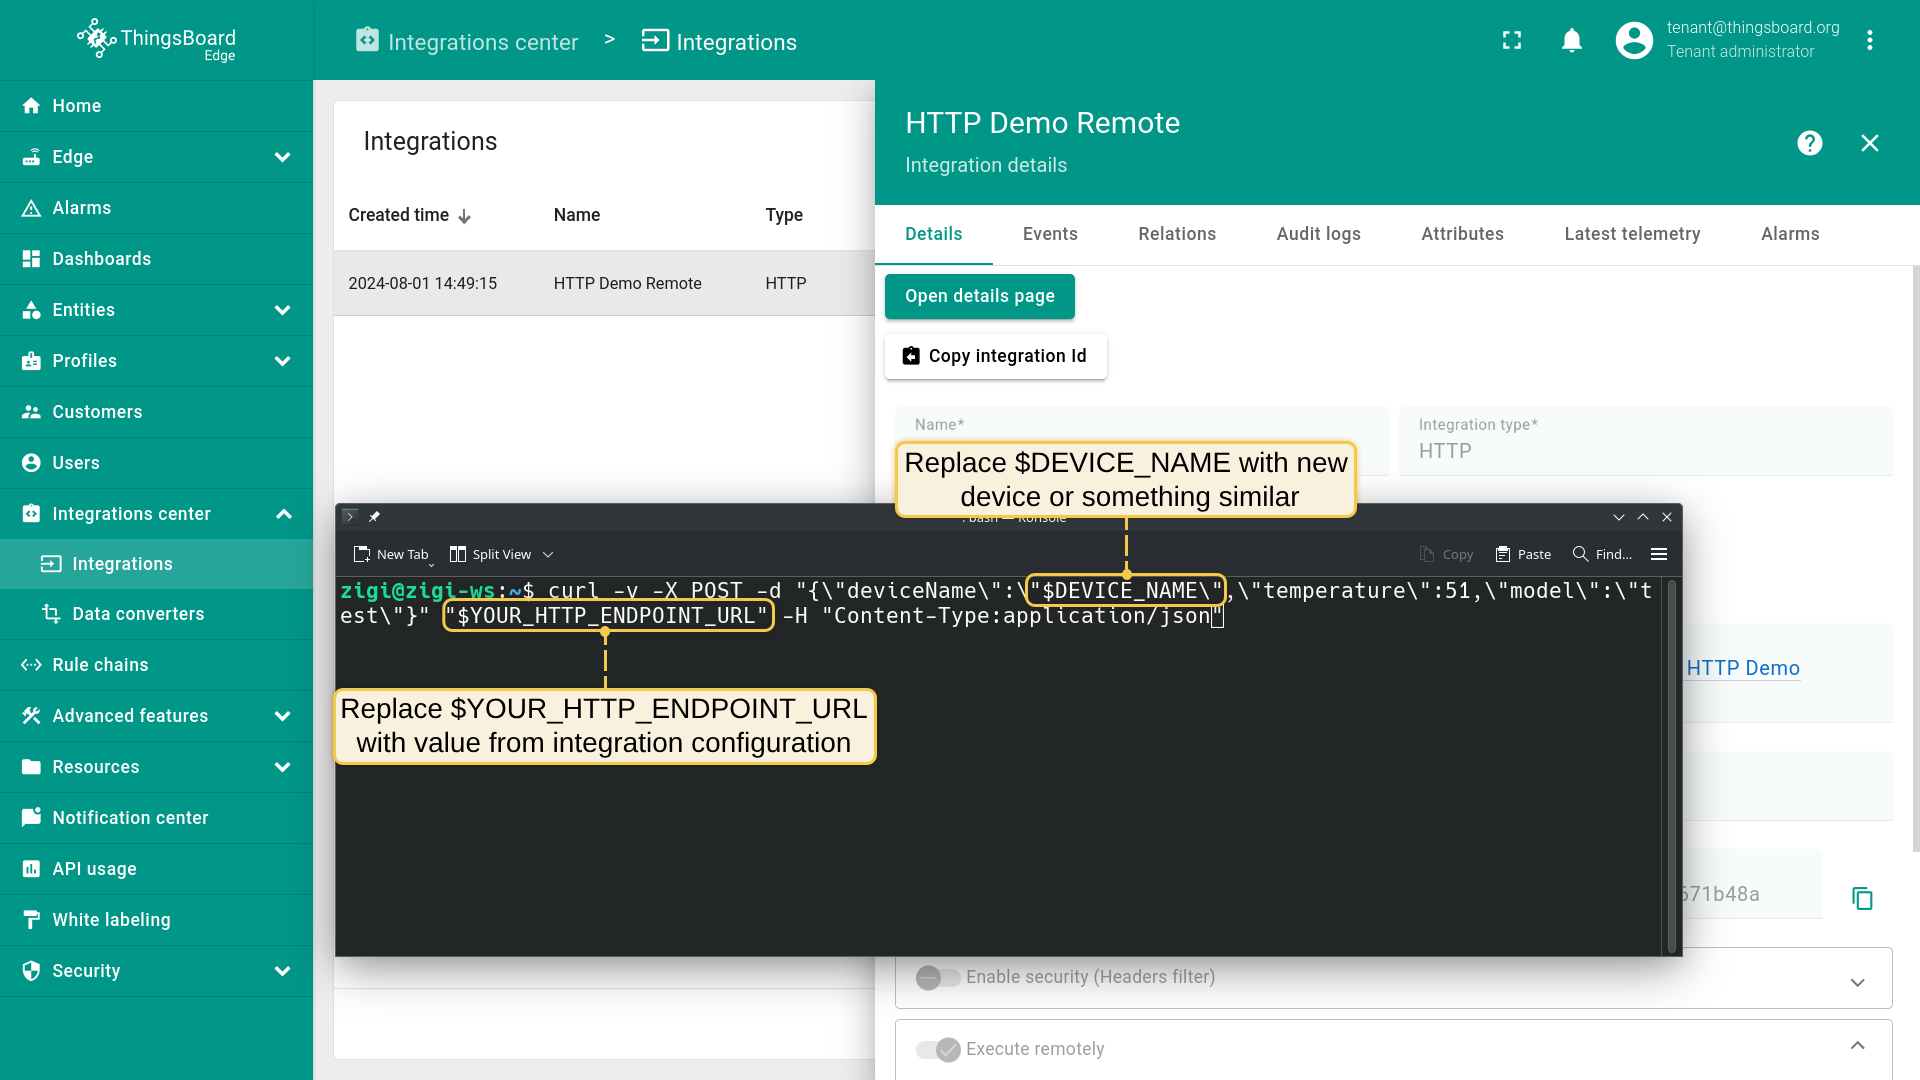 ThingsBoard
Edge
Integrations center > Integrations
tenant@thingsboard.org
Tenant administrator
Home
Edge
Alarms
Dashboards
Entities
Profiles
Customers
Users
Integrations center
Integrations
Data converters
Rule chains
Advanced features
Resources
Notification center
API usage
White labeling
Security
Integrations
Created time Name Type
2024-08-01 14:49:15 HTTP Demo Remote HTTP
HTTP Demo Remote
Integration details
Details Events Relations Audit logs Attributes Latest telemetry Alarms
Open details page
Copy integration Id
Name*
Integration type*
HTTP
Replace $DEVICE_NAME with new
device or something similar
: bash — Konsole
New Tab Split View Copy Paste Find...
zigi@zigi-ws:~$ curl -v -X POST -d "{\"deviceName\":\"$DEVICE_NAME\",\"temperature\":51,\"model\":\"t
est\"}" "$YOUR_HTTP_ENDPOINT_URL" -H "Content-Type:application/json"
Replace $YOUR_HTTP_ENDPOINT_URL
with value from integration configuration
HTTP Demo
671b48a
Enable security (Headers filter)
Execute remotely